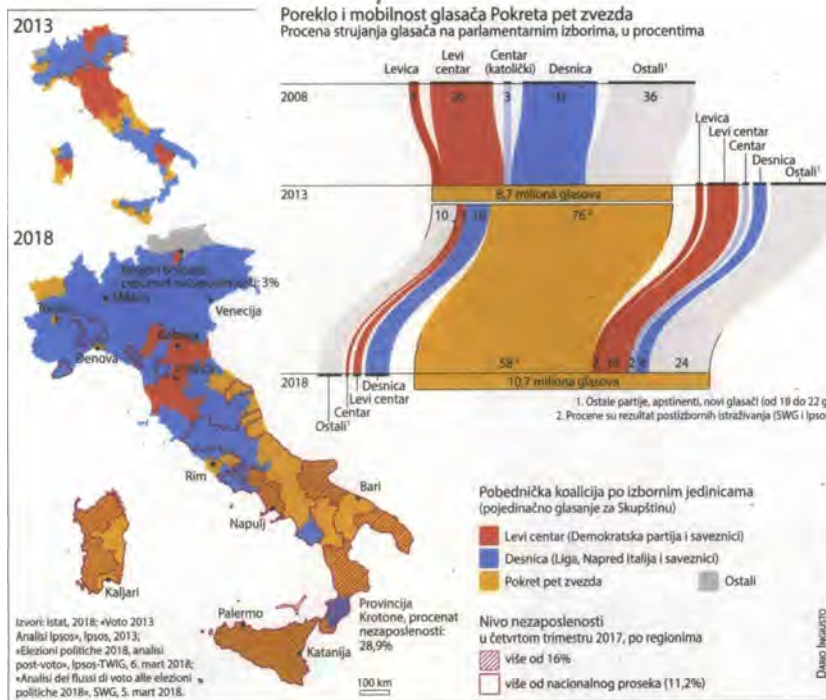 2013
Poreklo i mobilnost glasača Pokreta pet zvezda
Procena strujanja glasača na parlamentarnim izborima, u procentima
Levica
Levi centar
Centar (katolički)
Desnica
Ostali¹
2008
3
36
Levica
Levi centar
Centar
Desnica
Ostali¹
2013
8,7 miliona glasova
10
76²
2018
3%
Venecija
Đenova
58²
24
2018
10,7 miliona glasova
Desnica
Levi centar
Centar
Ostali¹
1. Ostale partije, apstinenti, novi glasači (od 18 do 22 g
2. Procene su rezultat postizbornih istraživanja (SWG i Ipsos
Rim
Bari
Napulj
Kaljari
Palermo
Katanija
Provincija
Krotone, procenat
nezaposlenosti:
28,9%
100 km
Pobednička koalicija po izbornim jedinicama
(pojedinačno glasanje za Skupštinu)
Levi centar (Demokratska partija i saveznici)
Desnica (Liga, Napred Italija i saveznici)
Pokret pet zvezda
Ostali
Nivo nezaposlenosti
u četvrtom trimestru 2017, po regionima
više od 16%
više od nacionalnog proseka (11,2%)
Izvori: Istat, 2018; «Voto 2013
Analisi Ipsos», Ipsos, 2013;
«Elezioni politiche 2018, analisi
post-voto», Ipsos-TWIG, 6. mart 2018;
«Analisi dei flussi di voto alle elezioni
politiche 2018», SWG, 5. mart 2018.
DARIO INGIUSTO